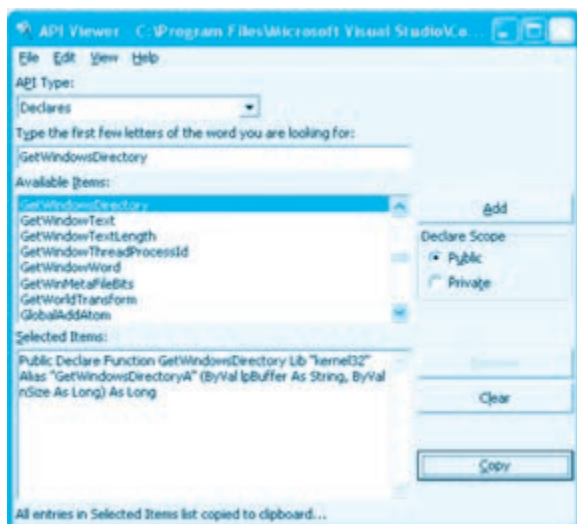 API Viewer - C:\Program Files\Microsoft Visual Studio\Co...
File Edit View Help
API Type:
Declares
Type the first few letters of the word you are looking for:
GetWindowsDirectory
Available Items:
GetWindowsDirectory
GetWindowText
GetWindowTextLength
GetWindowThreadProcessId
GetWindowWord
GetWinMetaFileBits
GetWorldTransform
GlobalAddAtom
Add
Declare Scope
Public
Private
Selected Items:
Public Declare Function GetWindowsDirectory Lib "kernel32"
Alias "GetWindowsDirectoryA" (ByVal lpBuffer As String, ByVal
nSize As Long) As Long
Clear
Copy
All entries in Selected Items list copied to clipboard...